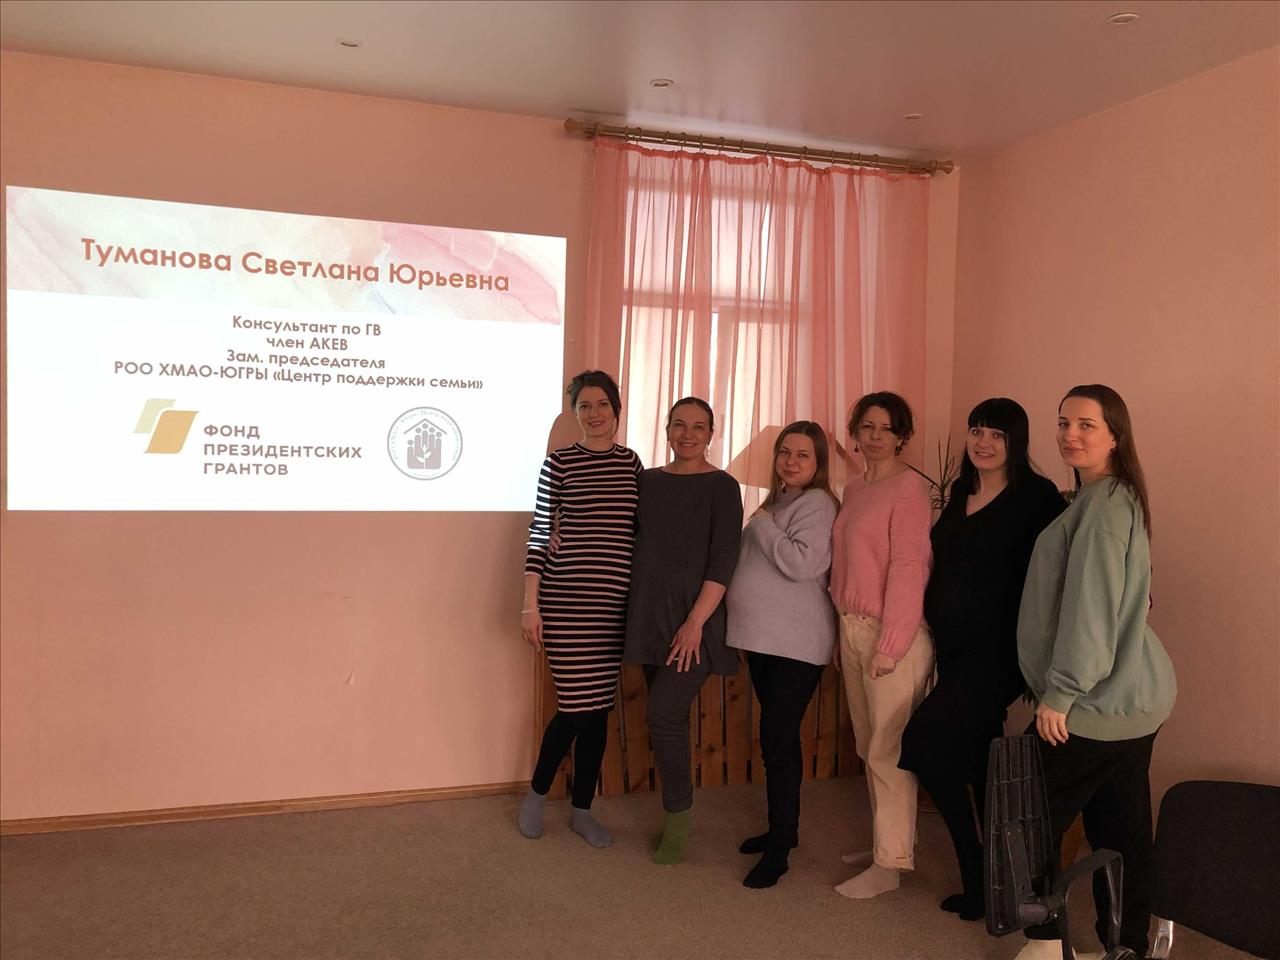 Туманова Светлана Юрьевна
Консультант по ГВ
член АКЕВ
Зам. председателя
РОО ХМАО-ЮГРЫ «Центр поддержки семьи»
ФОНД
ПРЕЗИДЕНТСКИХ
ГРАНТОВ